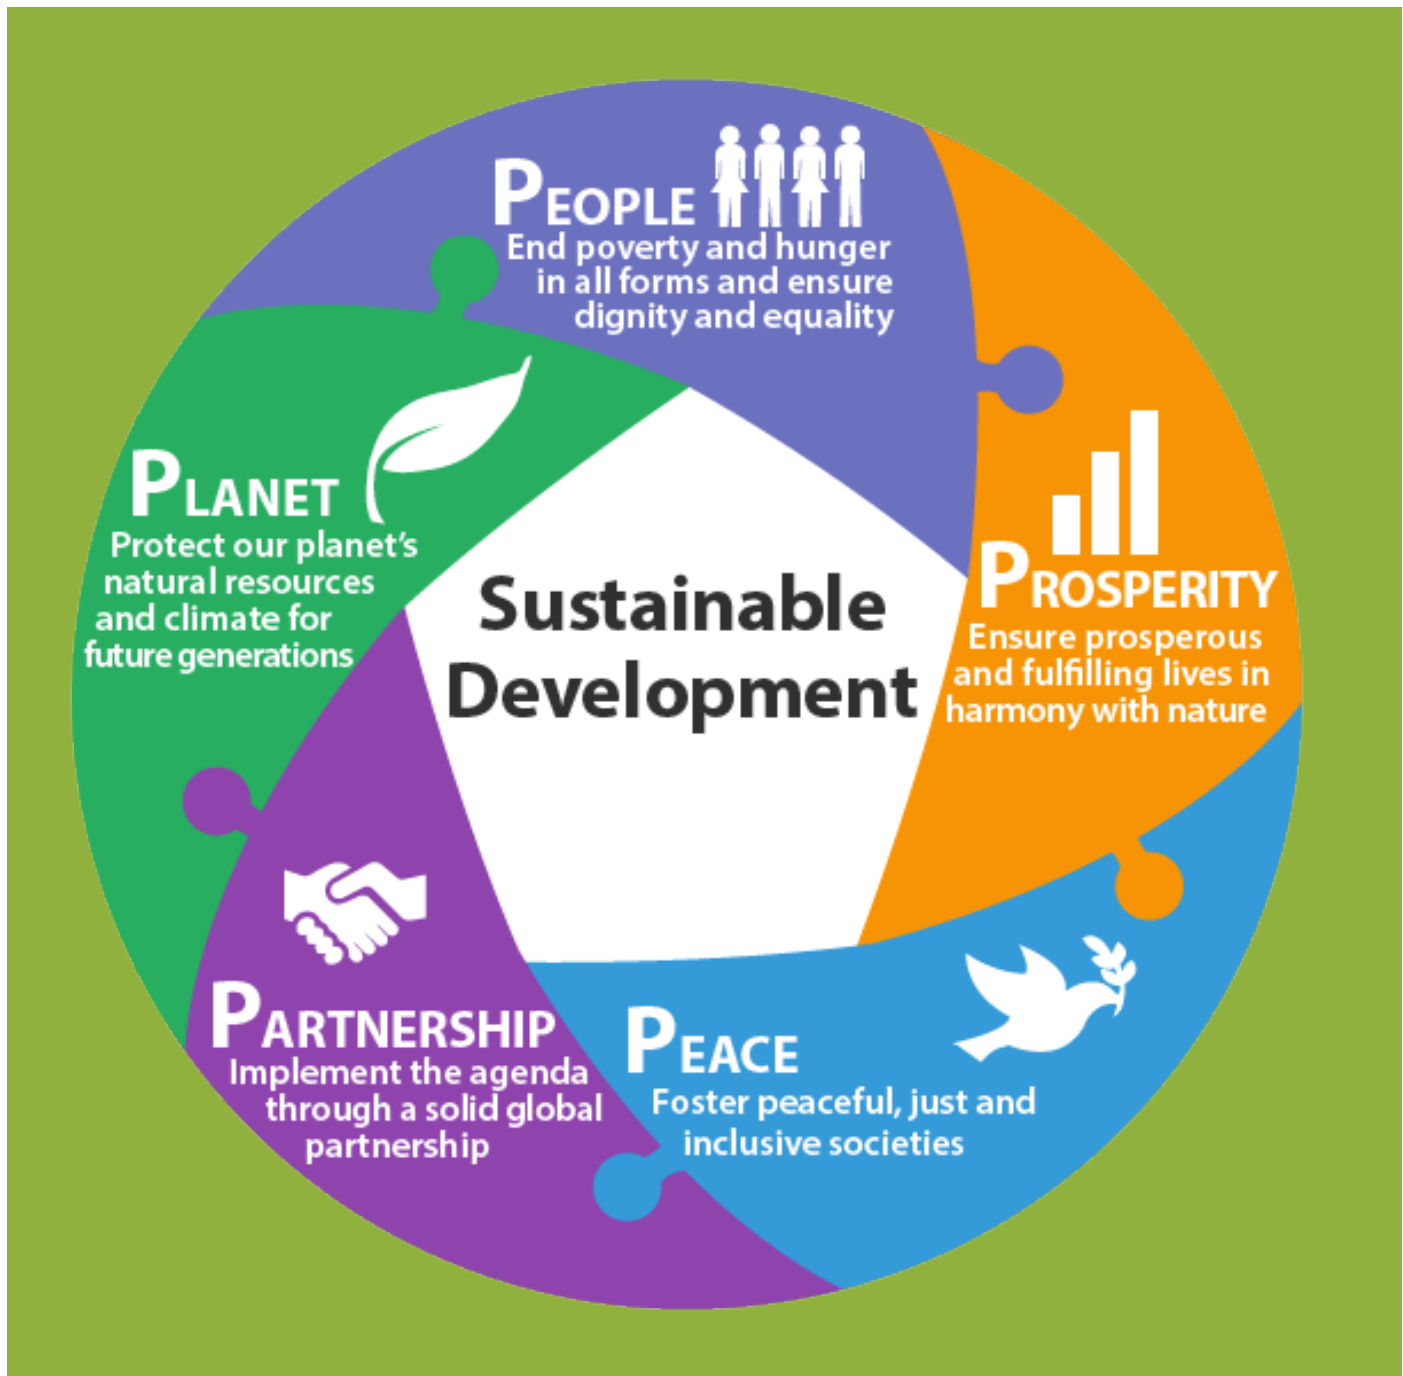 PEOPLE
End poverty and hunger
in all forms and ensure
dignity and equality
PROSPERITY
Ensure prosperous
and fulfilling lives in
harmony with nature
PEACE
Foster peaceful, just and
inclusive societies
PARTNERSHIP
Implement the agenda
through a solid global
partnership
PLANET
Protect our planet's
natural resources
and climate for
future generations
Sustainable
Development